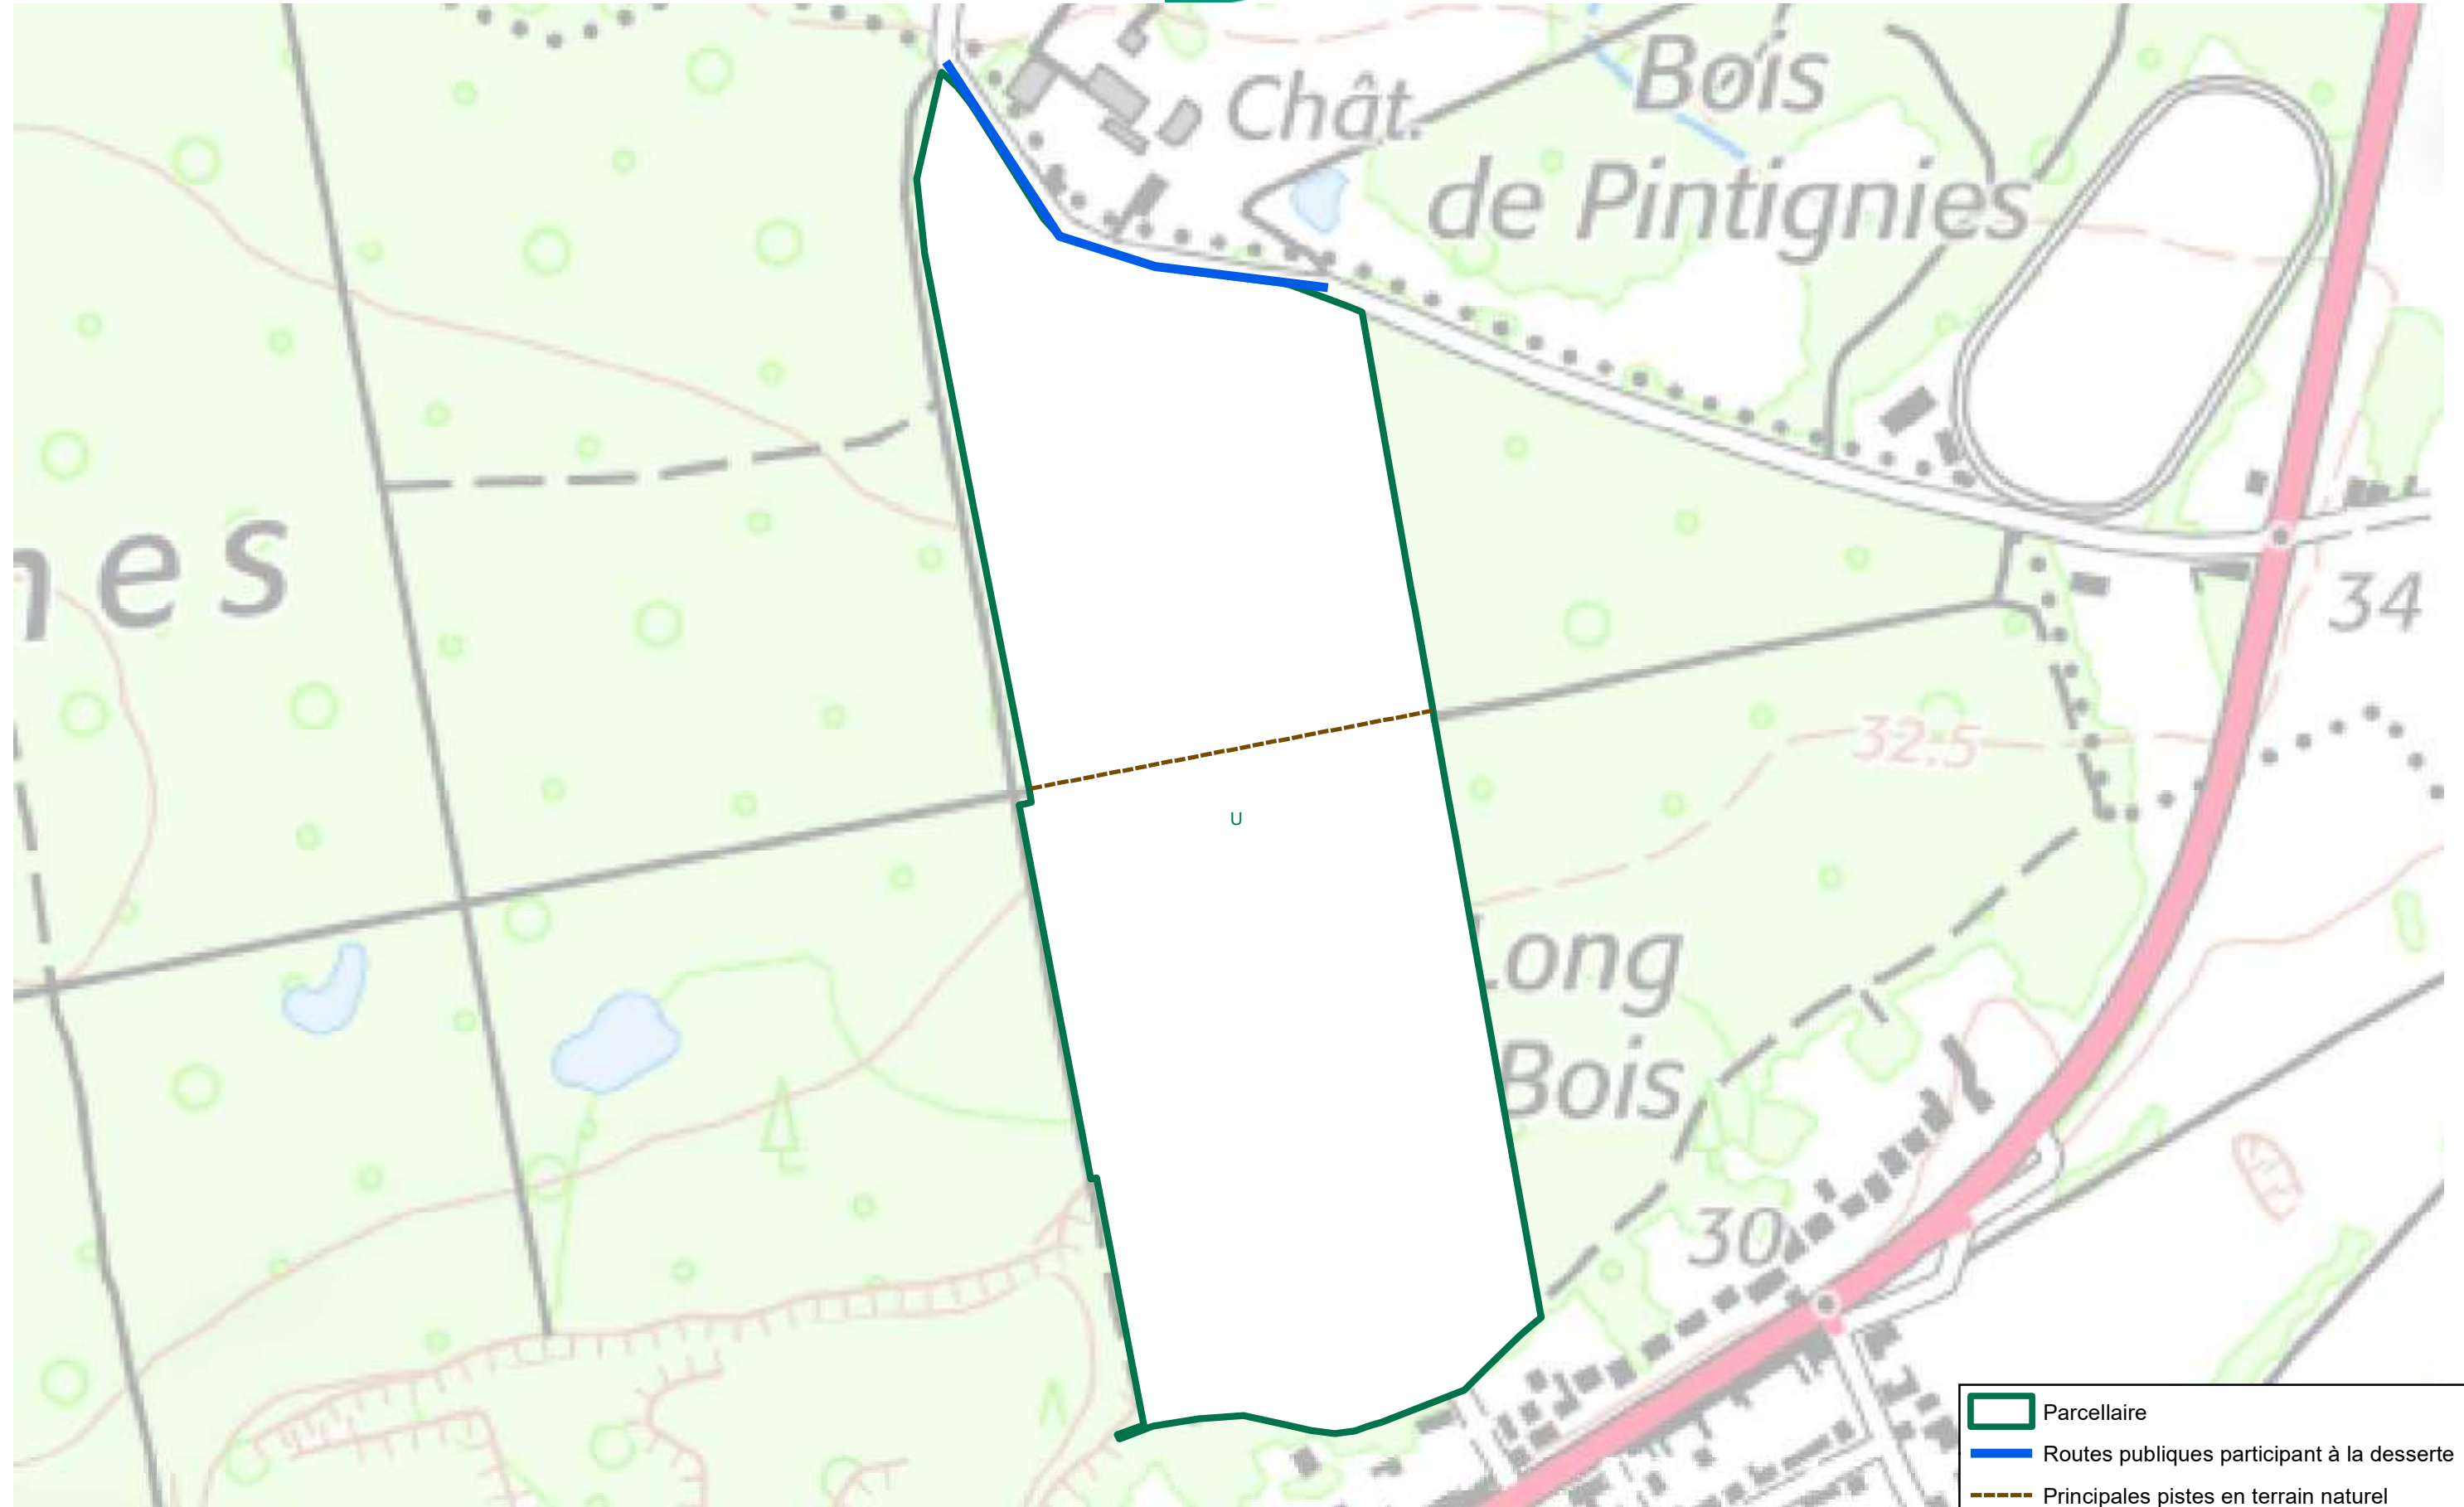 Bois
Chât.
de Pintignies
nes
34
32.5
U
Long
Bois
30
Parcellaire
Routes publiques participant à la desserte
Principales pistes en terrain naturel